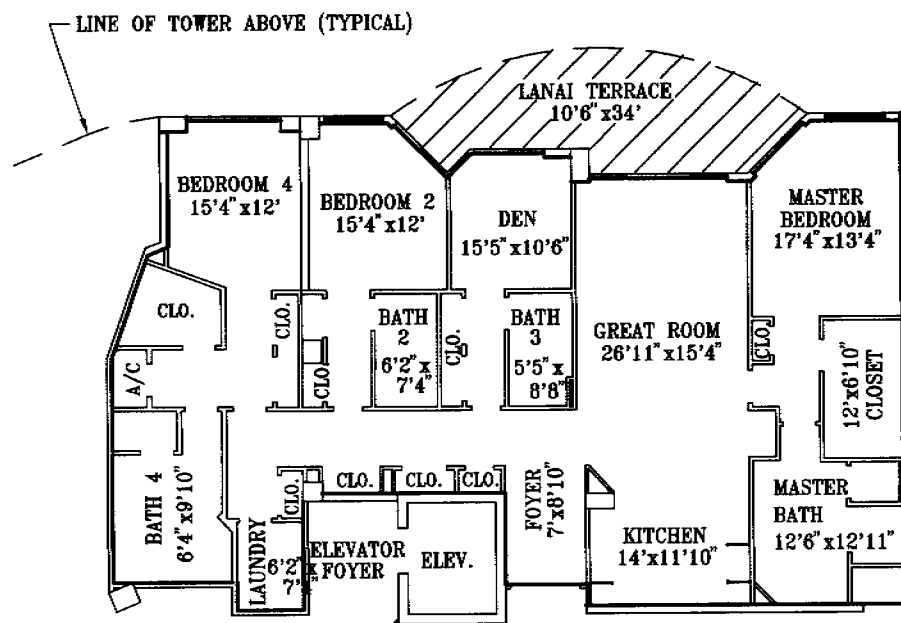 LINE OF TOWER ABOVE (TYPICAL)
LANAI TERRACE
10'6"x34'
BEDROOM 4
15'4"x12'
BEDROOM 2
15'4"x12'
DEN
15'5"x10'6"
MASTER
BEDROOM
17'4"x13'4"
CLO.
CLO.
CLO.
BATH
2
6'2"x
7'4"
CLO.
BATH
3
5'5"x
8'8"
GREAT ROOM
26'11"x15'4"
CLO.
12'x6'10"
CLOSET
A/C
BATH 4
6'4"x9'10"
CLO.
CLO.
CLO.
CLO.
FOYER
7'x8'10"
KITCHEN
14'x11'10"
MASTER
BATH
12'6"x12'11"
LAUNDRY
6'2"x
ELEVATOR
FOYER
ELEV.